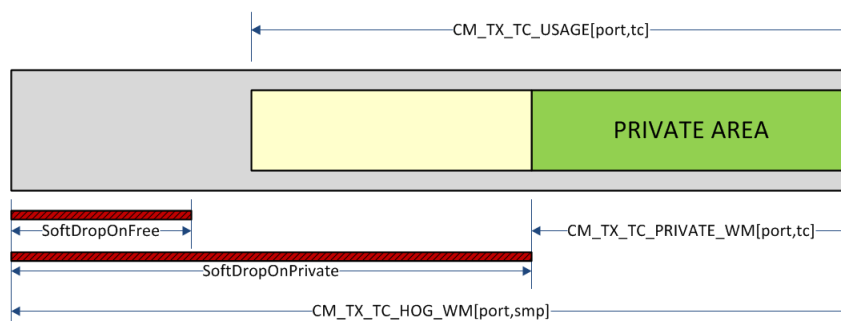 CM_TX_TC_USAGE[port,tc]
PRIVATE AREA
SoftDropOnFree
CM_TX_TC_PRIVATE_WM[port,tc]
SoftDropOnPrivate
CM_TX_TC_HOG_WM[port,smp]